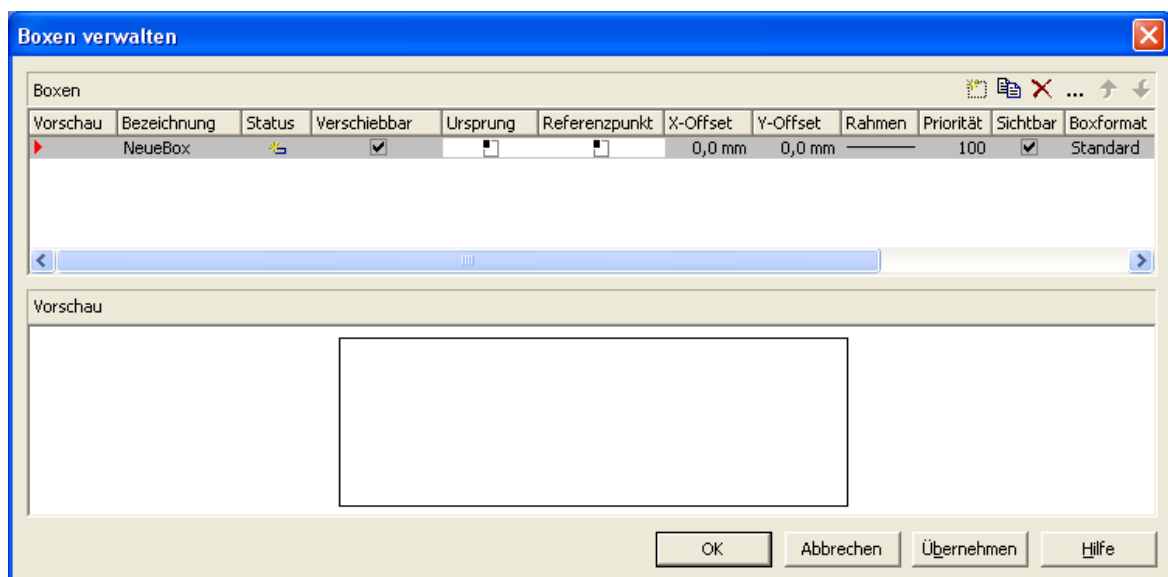 Boxen verwalten
Boxen
...
Vorschau Bezeichnung Status Verschiebbar Ursprung Referenzpunkt X-Offset Y-Offset Rahmen Priorität Sichtbar Boxformat
NeueBox 0,0 mm 0,0 mm 100 Standard
Vorschau
OK Abbrechen Übernehmen Hilfe